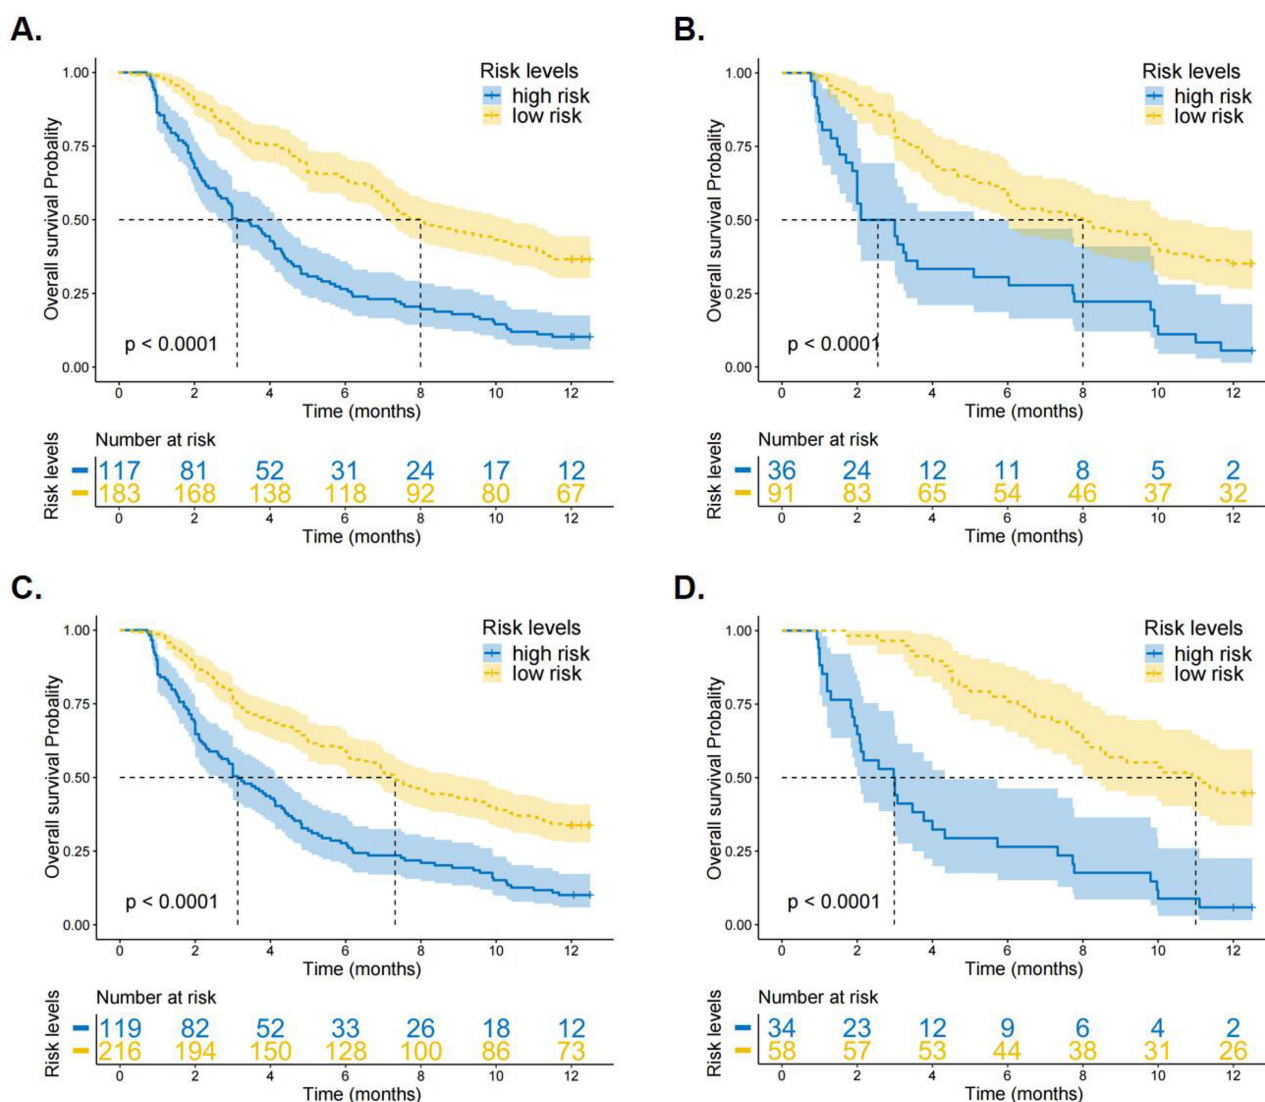 A.
Overall survival Probality
1.00
0.75
0.50
0.25
0.00
Risk levels
high risk
low risk
p < 0.0001
0 2 4 6 8 10 12
Time (months)
Number at risk
Risk levels
117 81 52 31 24 17 12
183 168 138 118 92 80 67
0 2 4 6 8 10 12
Time (months)
B.
Overall survival Probality
1.00
0.75
0.50
0.25
0.00
Risk levels
high risk
low risk
p < 0.0001
0 2 4 6 8 10 12
Time (months)
Number at risk
Risk levels
36 24 12 11 8 5 2
91 83 65 54 46 37 32
0 2 4 6 8 10 12
Time (months)
C.
Overall survival Probality
1.00
0.75
0.50
0.25
0.00
Risk levels
high risk
low risk
p < 0.0001
0 2 4 6 8 10 12
Time (months)
Number at risk
Risk levels
119 82 52 33 26 18 12
216 194 150 128 100 86 73
0 2 4 6 8 10 12
Time (months)
D.
Overall survival Probality
1.00
0.75
0.50
0.25
0.00
Risk levels
high risk
low risk
p < 0.0001
0 2 4 6 8 10 12
Time (months)
Number at risk
Risk levels
34 23 12 9 6 4 2
58 57 53 44 38 31 26
0 2 4 6 8 10 12
Time (months)